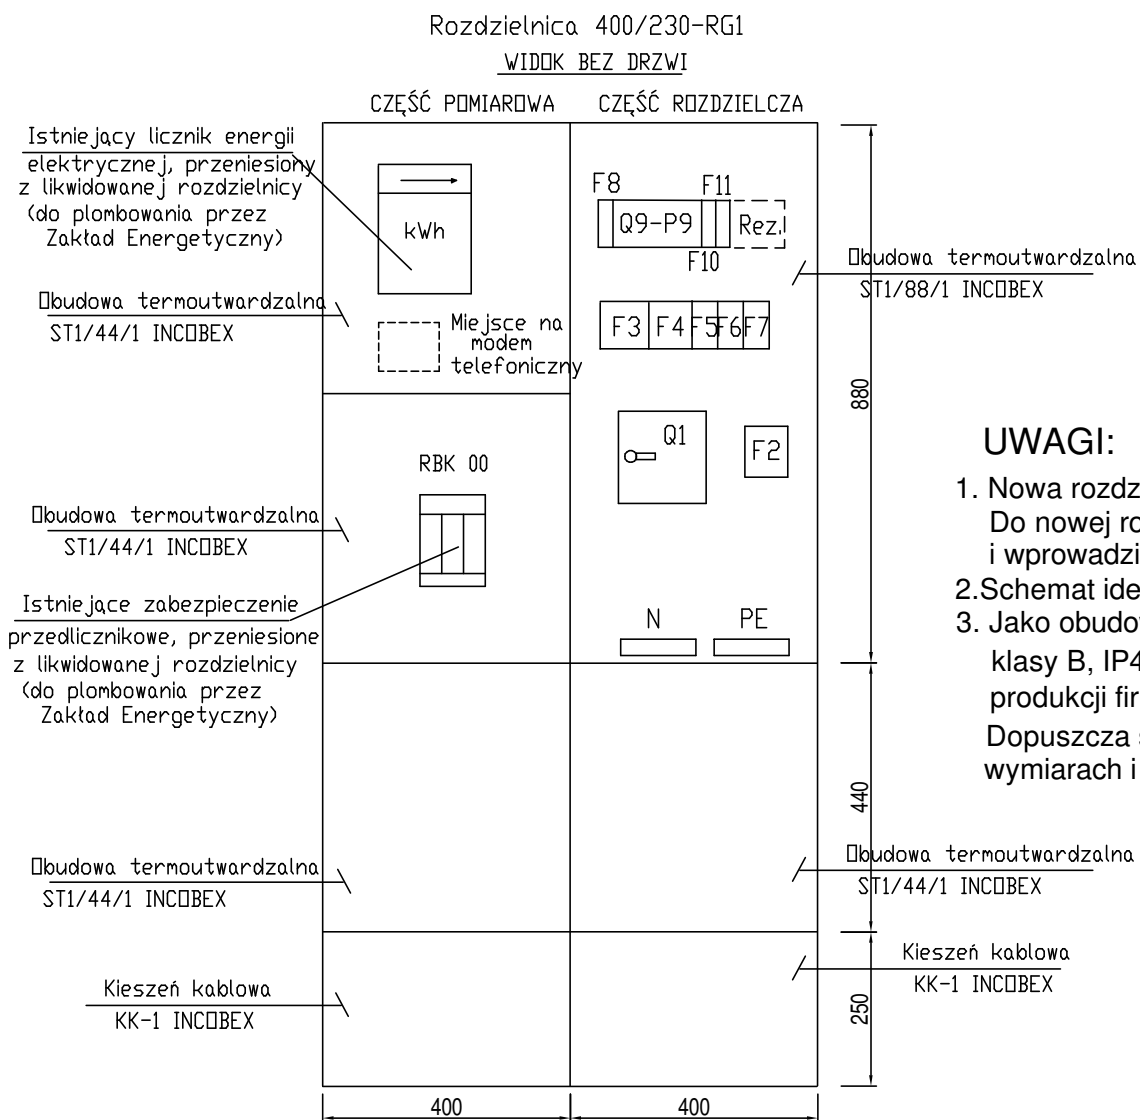 Rozdzielnica 400/230-RG1
WIDOK BEZ DRZWI
CZĘŚĆ POMIAROWA
CZĘŚĆ ROZDZIELCZA
Istniejący licznik energii
elektrycznej, przeniesiony
z likwidowanej rozdzielnicy
(do plombowania przez
Zakład Energetyczny)
kWh
Obudowa termoutwardzalna
ST1/44/1 INCOBEX
Miejsce na
modem
telefoniczny
Obudowa termoutwardzalna
ST1/44/1 INCOBEX
RBK 00
Istniejące zabezpieczenie
przedlicznikowe, przeniesione
z likwidowanej rozdzielnicy
(do plombowania przez
Zakład Energetyczny)
Obudowa termoutwardzalna
ST1/44/1 INCOBEX
Kieszeń kablowa
KK-1 INCOBEX
F8
F11
Q9-P9
Rez.
F10
F3
F4
F5
F6
F7
Q1
F2
N
PE
Obudowa termoutwardzalna
ST1/88/1 INCOBEX
880
440
250
Obudowa termoutwardzalna
ST1/44/1 INCOBEX
Kieszeń kablowa
KK-1 INCOBEX
400
400
UWAGI:
1. Nowa rozdz
Do nowej ro
i wprowadzi
2.Schemat ide
3. Jako obudo
klasy B, IP4
produkcji fir
Dopuszcza s
wymiarach i